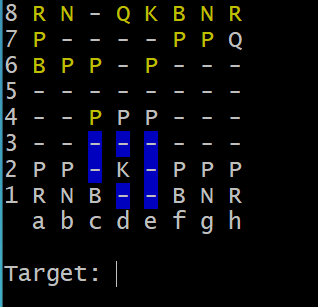 8 R N - Q K B N R
7 P - - - - P P Q
6 B P P - P - - -
5 - - - - - - - -
4 - - P P P - - -
3 - - - - - - - -
2 P P - K - P P P
1 R N B - - B N R
a b c d e f g h
Target: